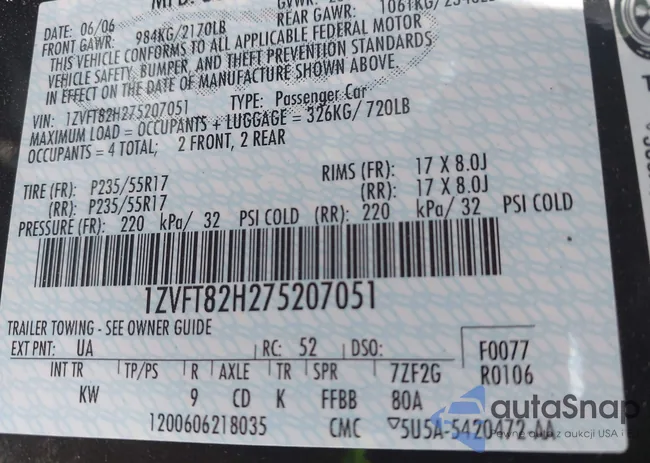 DATE: 06/06
FRONT GAWR: 984KG/2170LB
REAR GAWR:
THIS VEHICLE CONFORMS TO ALL APPLICABLE FEDERAL MOTOR
VEHICLE SAFETY, BUMPER, AND THEFT PREVENTION STANDARDS
IN EFFECT ON THE DATE OF MANUFACTURE SHOWN ABOVE.
VIN: 1ZVFT82H275207051 TYPE: Passenger Car
MAXIMUM LOAD = OCCUPANTS + LUGGAGE = 326KG/ 720LB
OCCUPANTS = 4 TOTAL; 2 FRONT, 2 REAR
TIRE (FR): P235/55R17 RIMS (FR): 17 X 8.0J
(RR): P235/55R17 (RR): 17 X 8.0J
PRESSURE (FR): 220 kPa/ 32 PSI COLD (RR): 220 kPa/ 32 PSI COLD
1ZVFT82H275207051
TRAILER TOWING - SEE OWNER GUIDE
EXT PNT: UA RC: 52 DSO: F0077
INT TR TP/PS R AXLE TR SPR 7ZF2G R0106
KW 9 CD K FFBB 80A
1200606218035 CMC 5U5A-5420472-AA
autaSnap
Pewne auto z aukcji USA i